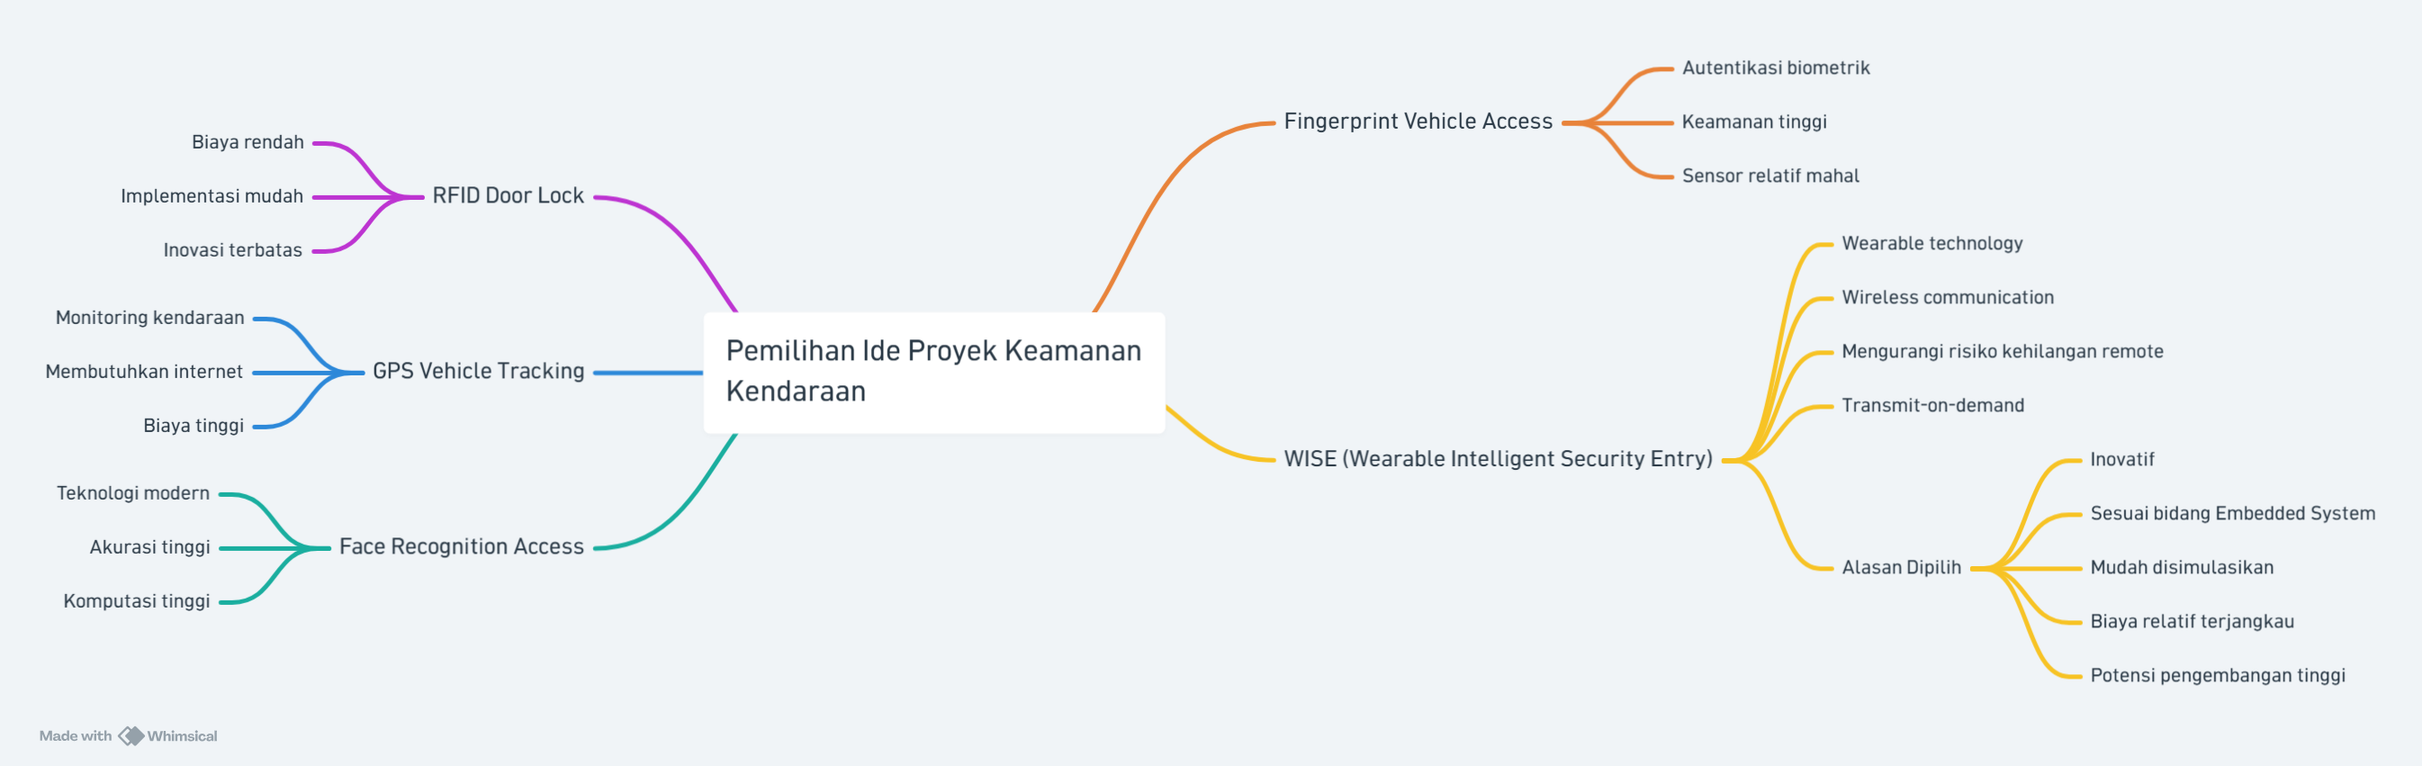 Pemilihan Ide Proyek Keamanan
Kendaraan
RFID Door Lock
Biaya rendah
Implementasi mudah
Inovasi terbatas
GPS Vehicle Tracking
Monitoring kendaraan
Membutuhkan internet
Biaya tinggi
Face Recognition Access
Teknologi modern
Akurasi tinggi
Komputasi tinggi
Fingerprint Vehicle Access
Autentikasi biometrik
Keamanan tinggi
Sensor relatif mahal
WISE (Wearable Intelligent Security Entry)
Wearable technology
Wireless communication
Mengurangi risiko kehilangan remote
Transmit-on-demand
Alasan Dipilih
Inovatif
Sesuai bidang Embedded System
Mudah disimulasikan
Biaya relatif terjangkau
Potensi pengembangan tinggi
Made with Whimsical